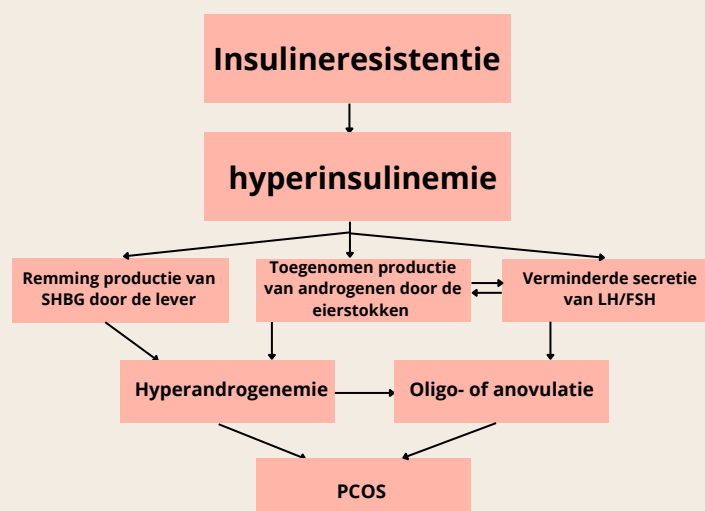 Insulineresistentie
hyperinsulinemie
Remming productie van
SHBG door de lever
Toegenomen productie
van androgenen door de
eierstokken
Verminderde secretie
van LH/FSH
Hyperandrogenemie
Oligo- of anovulatie
PCOS